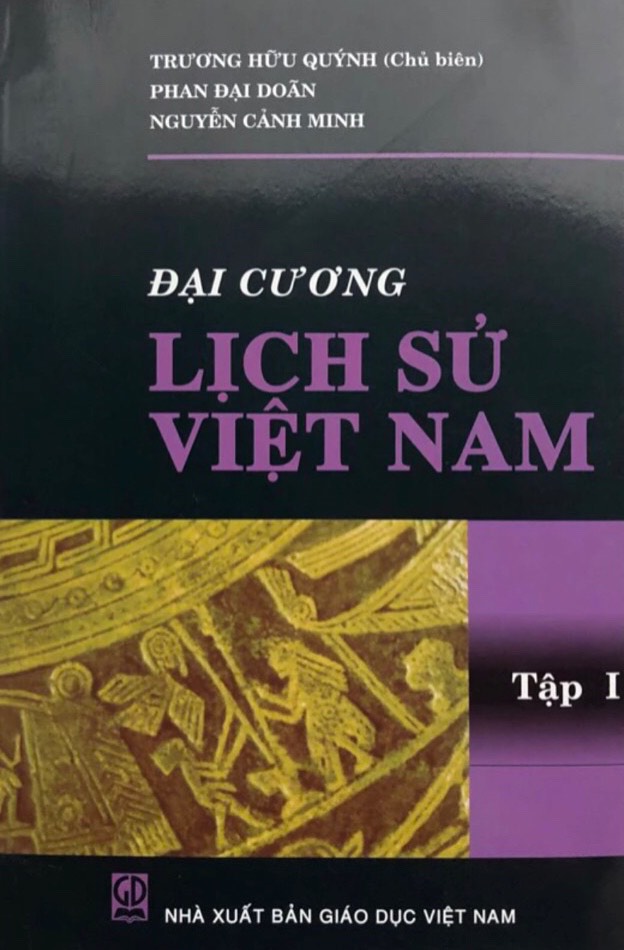 TRƯƠNG HỮU QUÝNH (Chủ biên)
PHAN ĐẠI DOÃN
NGUYỄN CẢNH MINH
ĐẠI CƯƠNG
LỊCH SỬ
VIỆT NAM
Tập I
GD
NHÀ XUẤT BẢN GIÁO DỤC VIỆT NAM